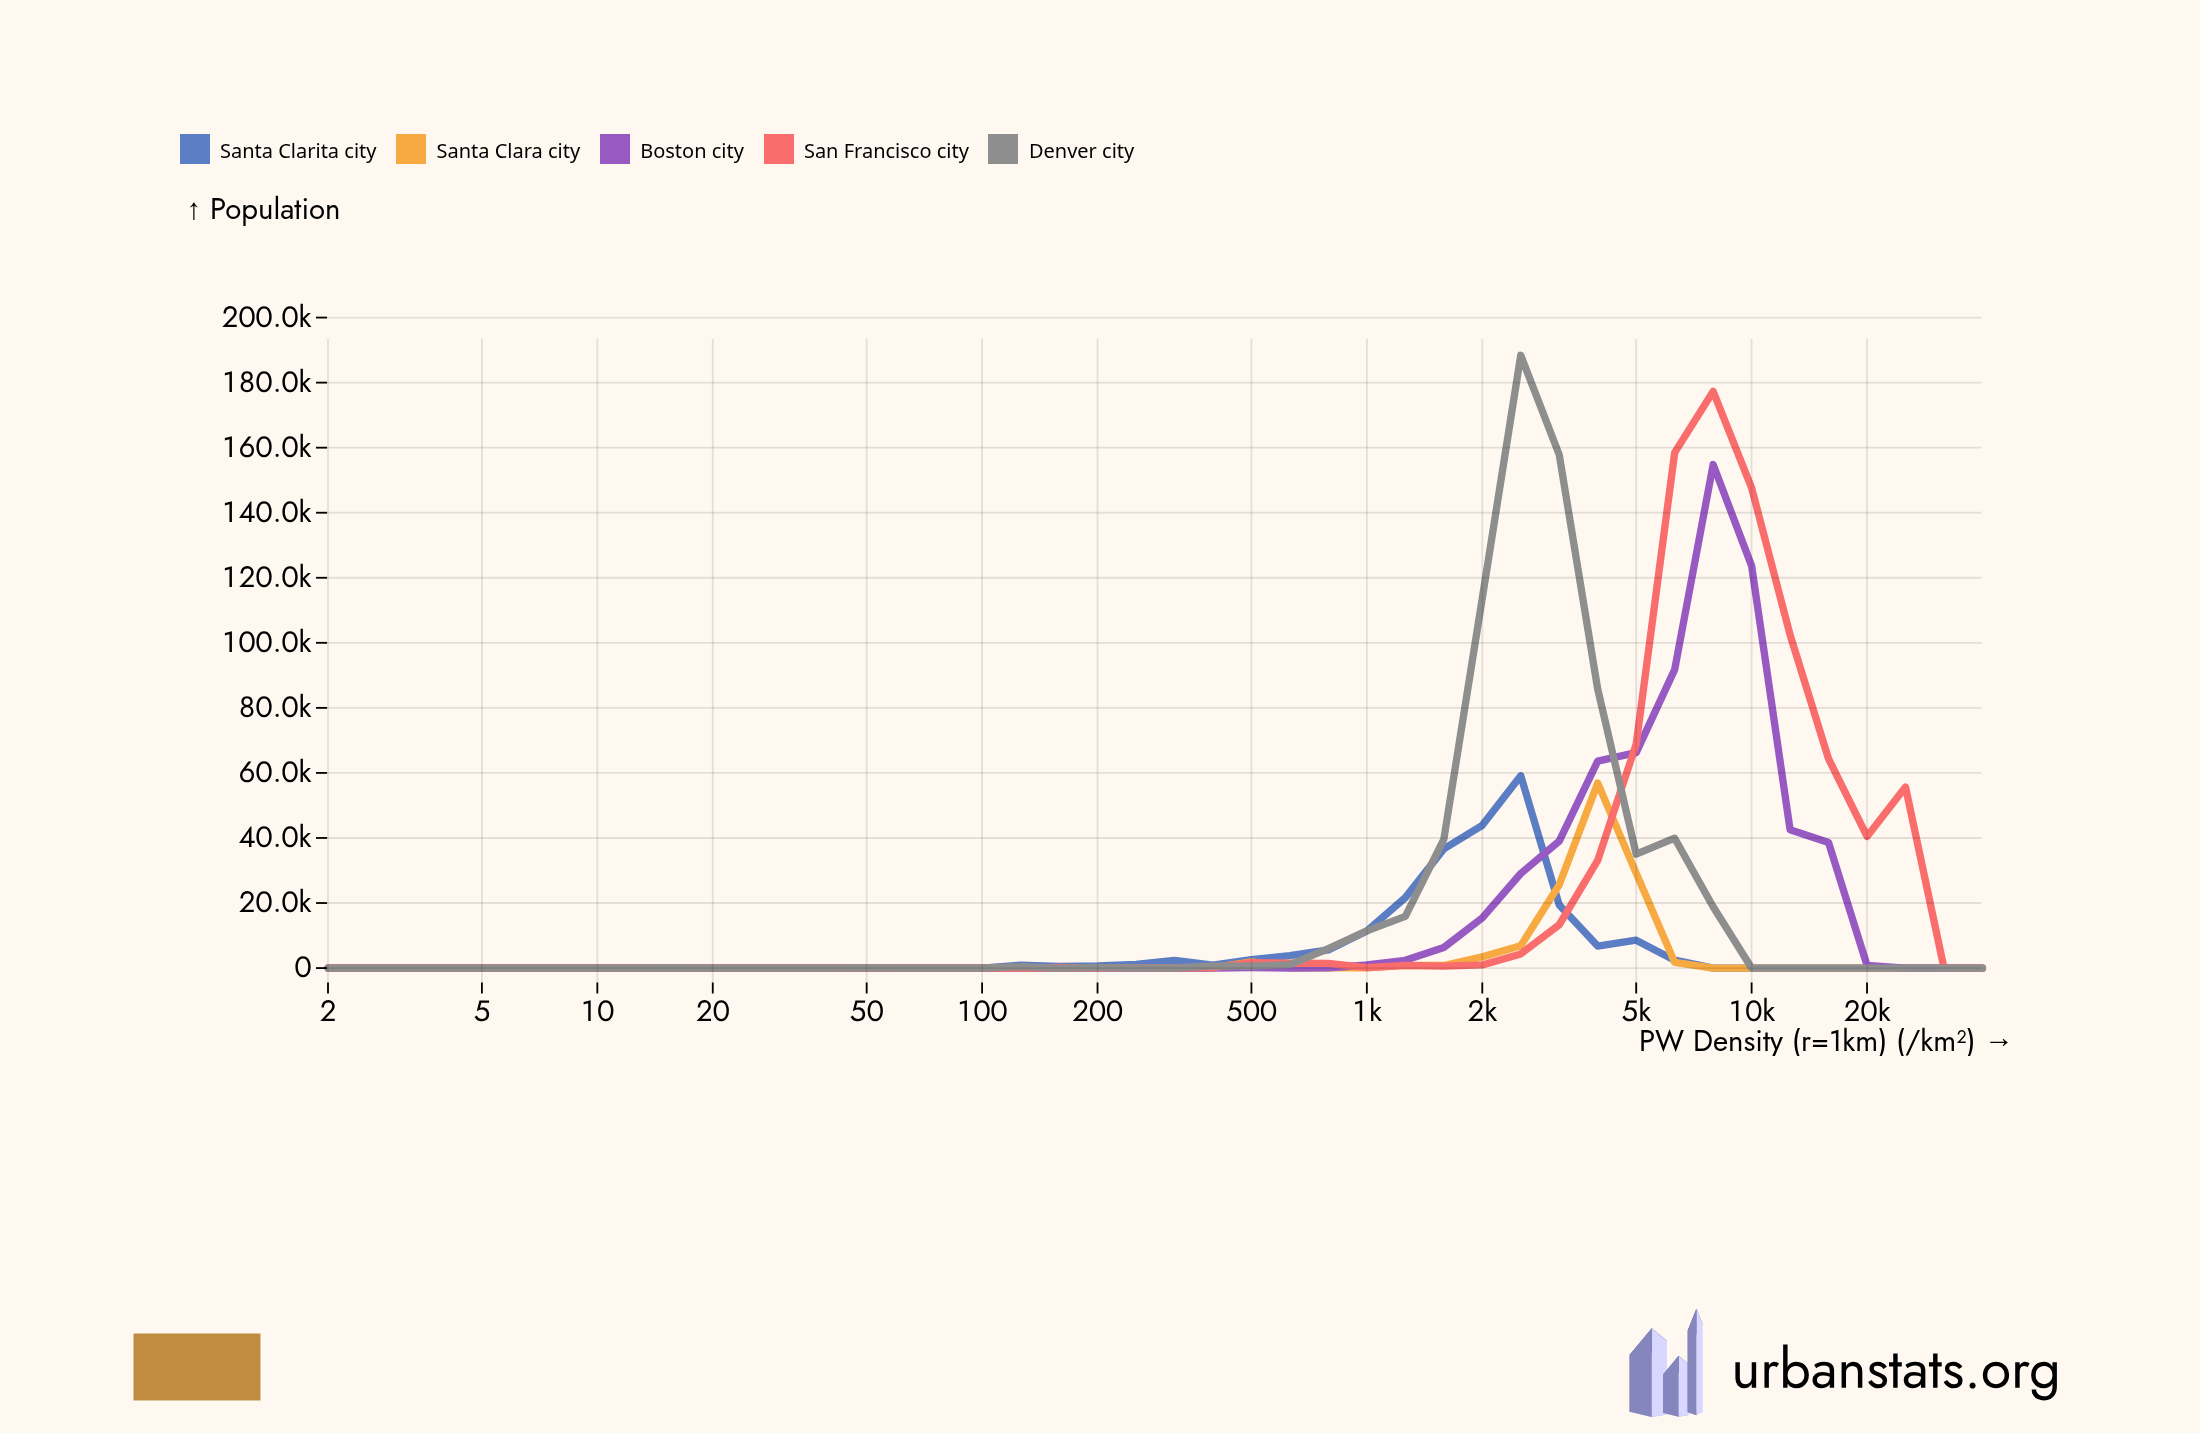 Santa Clarita city Santa Clara city Boston city San Francisco city Denver city
↑ Population
200.0k
180.0k
160.0k
140.0k
120.0k
100.0k
80.0k
60.0k
40.0k
20.0k
0
2 5 10 20 50 100 200 500 1k 2k 5k 10k 20k
PW Density (r=1km) (/km²) →
urbanstats.org